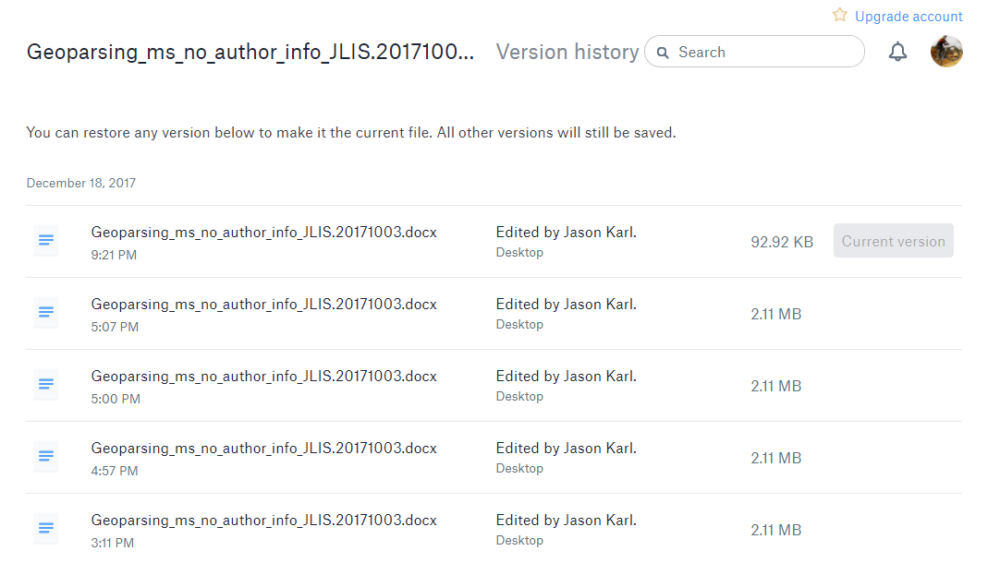 Upgrade account
Geoparsing_ms_no_author_info_JLIS.2017100... Version history Search
You can restore any version below to make it the current file. All other versions will still be saved.
December 18, 2017
Geoparsing_ms_no_author_info_JLIS.20171003.docx Edited by Jason Karl.
9:21 PM Desktop 92.92 KB Current version
Geoparsing_ms_no_author_info_JLIS.20171003.docx Edited by Jason Karl.
5:07 PM Desktop 2.11 MB
Geoparsing_ms_no_author_info_JLIS.20171003.docx Edited by Jason Karl.
5:00 PM Desktop 2.11 MB
Geoparsing_ms_no_author_info_JLIS.20171003.docx Edited by Jason Karl.
4:57 PM Desktop 2.11 MB
Geoparsing_ms_no_author_info_JLIS.20171003.docx Edited by Jason Karl.
3:11 PM Desktop 2.11 MB